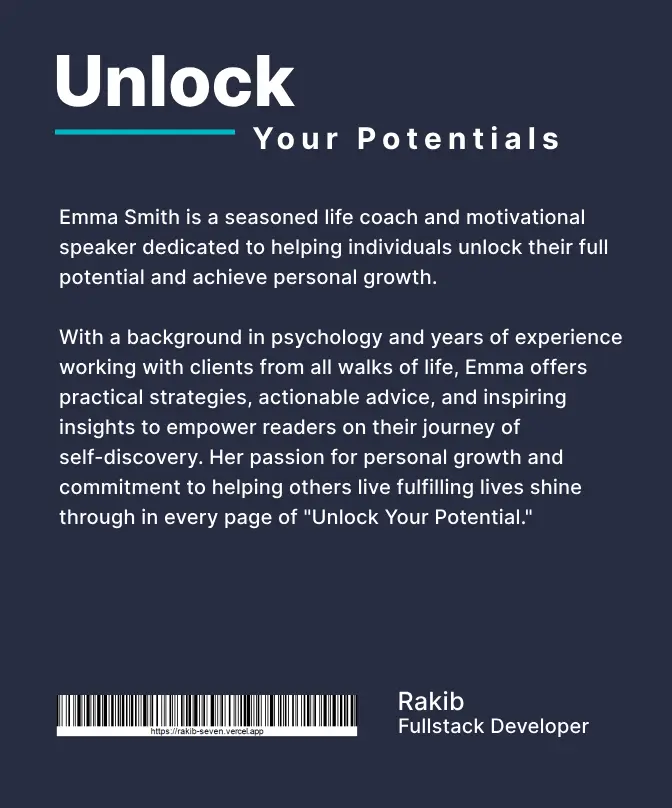 Unlock
Your Potentials
Emma Smith is a seasoned life coach and motivational
speaker dedicated to helping individuals unlock their full
potential and achieve personal growth.
With a background in psychology and years of experience
working with clients from all walks of life, Emma offers
practical strategies, actionable advice, and inspiring
insights to empower readers on their journey of
self-discovery. Her passion for personal growth and
commitment to helping others live fulfilling lives shine
through in every page of "Unlock Your Potential."
https://rakib-seven.vercel.app
Rakib
Fullstack Developer